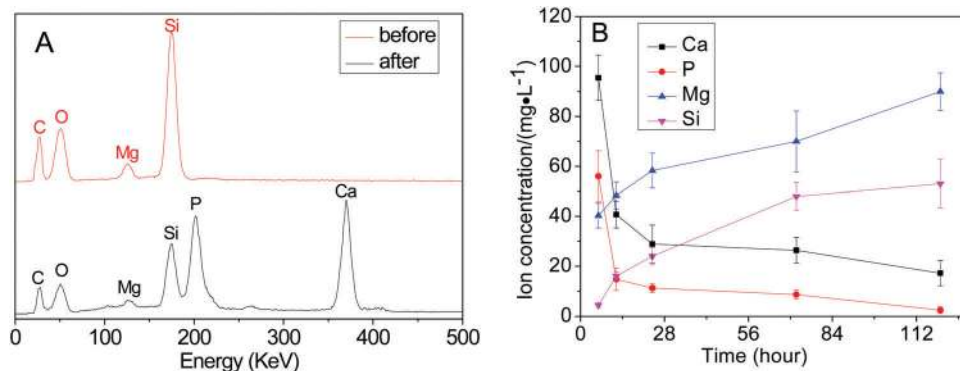 A
Si
before
after
C
O
Mg
Ca
P
Si
C
O
Mg
0
100
200
300
400
500
Energy (KeV)
B
Ca
P
Mg
Si
120
100
80
60
40
20
0
Ion concentration/(mg•L⁻¹)
0
28
56
84
112
Time (hour)